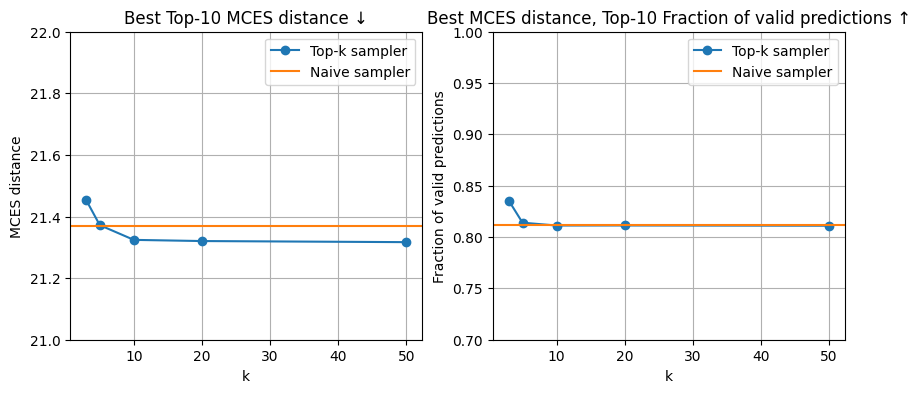 Best Top-10 MCES distance ↓
22.0
21.8
21.6
21.4
21.2
21.0
MCES distance
10
20
30
40
50
k
Top-k sampler
Naive sampler
Best MCES distance, Top-10 Fraction of valid predictions ↑
1.00
0.95
0.90
0.85
0.80
0.75
0.70
Fraction of valid predictions
10
20
30
40
50
k
Top-k sampler
Naive sampler